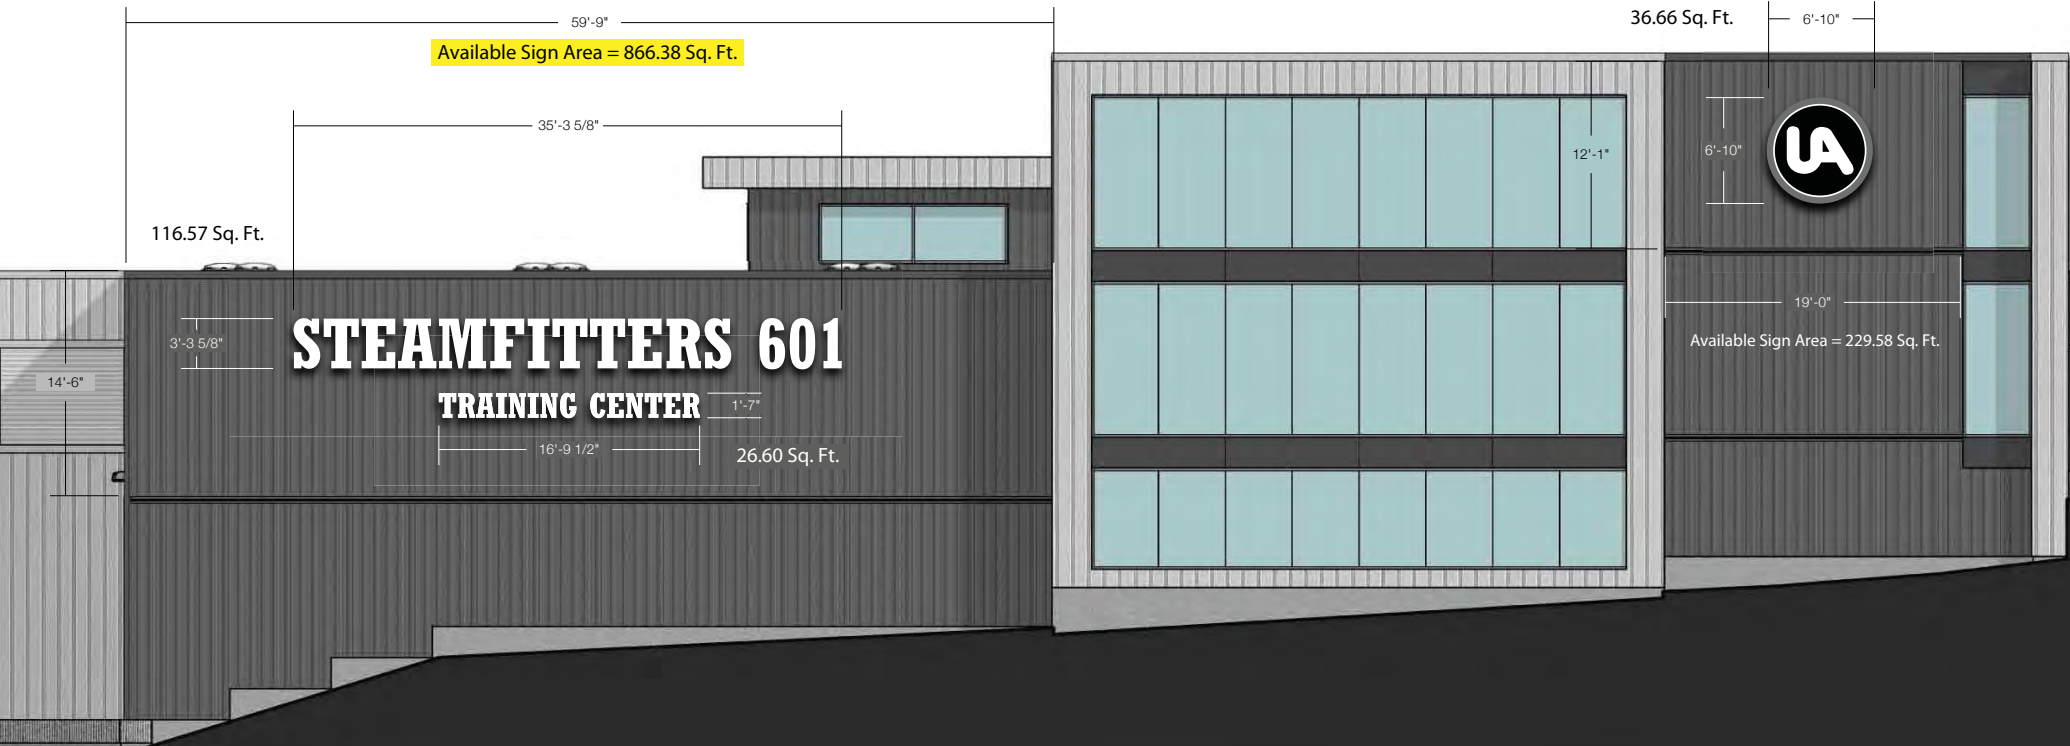 59'-9"
Available Sign Area = 866.38 Sq. Ft.
36.66 Sq. Ft.
6'-10"
35'-3 5/8"
12'-1"
6'-10"
UA
116.57 Sq. Ft.
3'-3 5/8"
STEAMFITTERS 601
14'-6"
TRAINING CENTER
1'-7"
16'-9 1/2"
26.60 Sq. Ft.
19'-0"
Available Sign Area = 229.58 Sq. Ft.